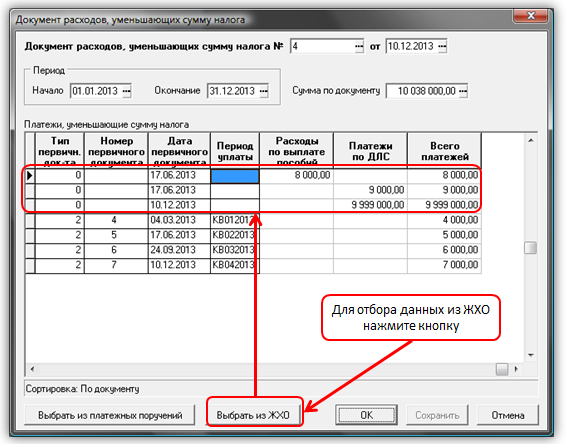 Документ расходов, уменьшающих сумму налога
Документ расходов, уменьшающих сумму налога № 4 ... от 10.12.2013 ...
Период
Начало 01.01.2013 ... Окончание 31.12.2013 ... Сумма по документу 10 038 000,00 ...
Платежи, уменьшающие сумму налога
Тип первичн. док-та Номер первичного документа Дата первичного документа Период уплаты Расходы по выплате пособий Платежи по ДЛС Всего платежей
0 17.06.2013 8 000,00 8 000,00
0 17.06.2013 9 000,00 9 000,00
0 10.12.2013 9 999 000,00 9 999 000,00
2 4 04.03.2013 КВ012013 4 000,00
2 5 17.06.2013 КВ022013 5 000,00
2 6 24.09.2013 КВ032013 6 000,00
2 7 10.12.2013 КВ042013 7 000,00
Для отбора данных из ЖХО
нажмите кнопку
Сортировка: По документу
Выбрать из платежных поручений Выбрать из ЖХО OK Сохранить Отмена